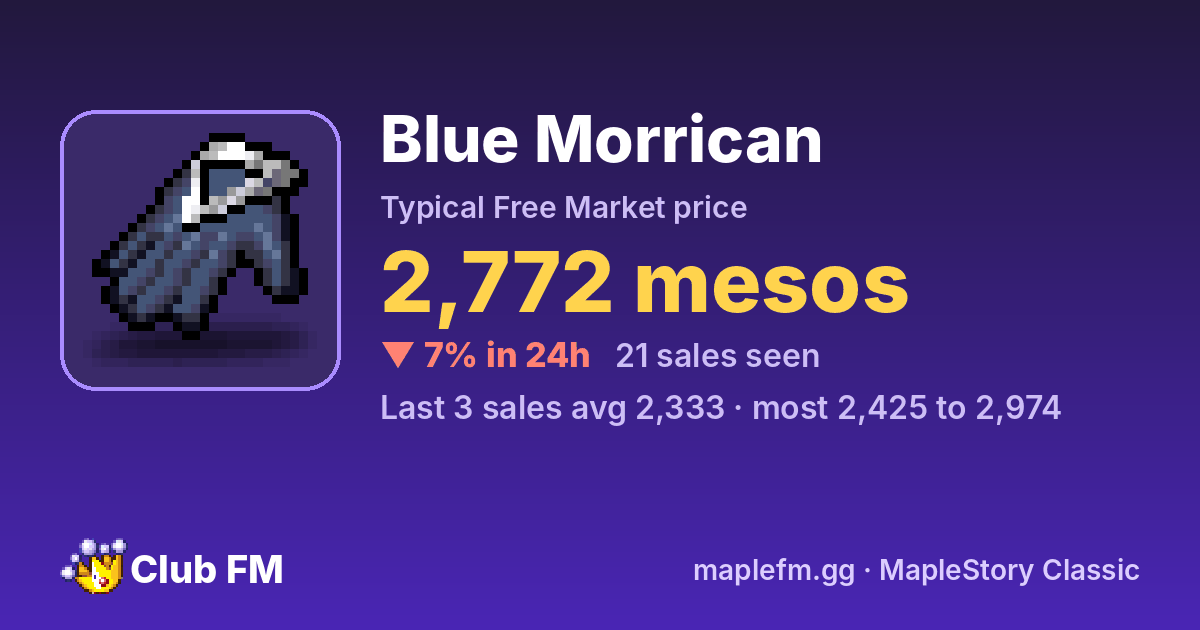 Blue Morrican
Typical Free Market price
2,772 mesos
▼ 7% in 24h 21 sales seen
Last 3 sales avg 2,333 · most 2,425 to 2,974
Club FM
maplefm.gg · MapleStory Classic